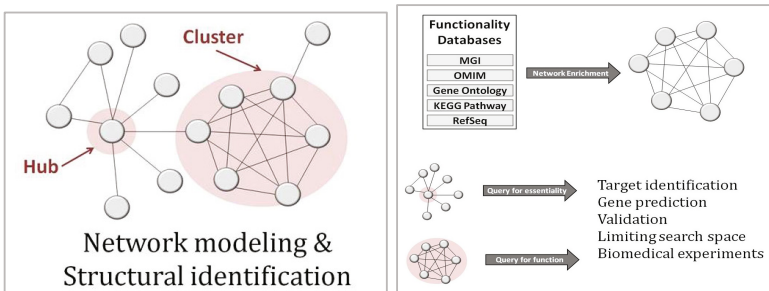 Cluster
Hub
Network modeling &
Structural identification
Functionality
Databases
MGI
OMIM
Gene Ontology
KEGG Pathway
RefSeq
Network Enrichment
Query for essentiality
Target identification
Gene prediction
Validation
Limiting search space
Biomedical experiments
Query for function